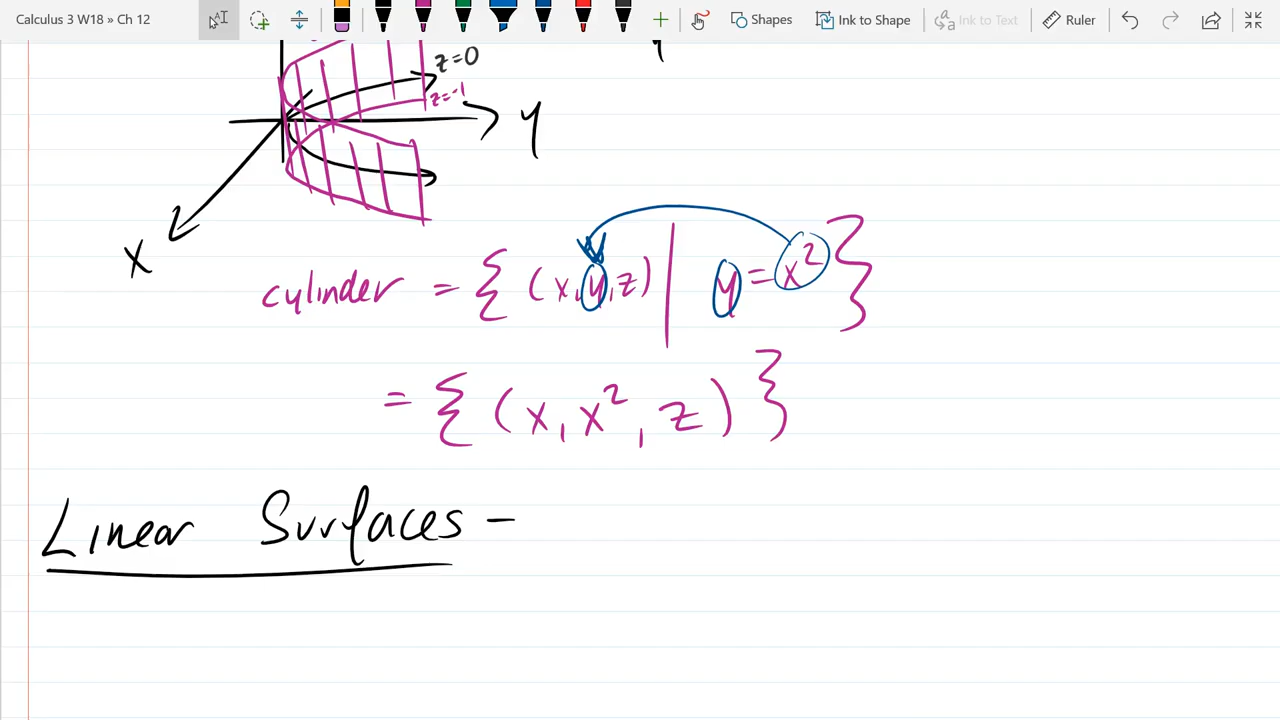 Calculus 3 W18 » Ch 12
Shapes
Ink to Shape
Ink to Text
Ruler
z=0
z=-1
y
x
cylinder = { (x,y,z) | y = x² }
= { (x, x², z) }
Linear Surfaces -